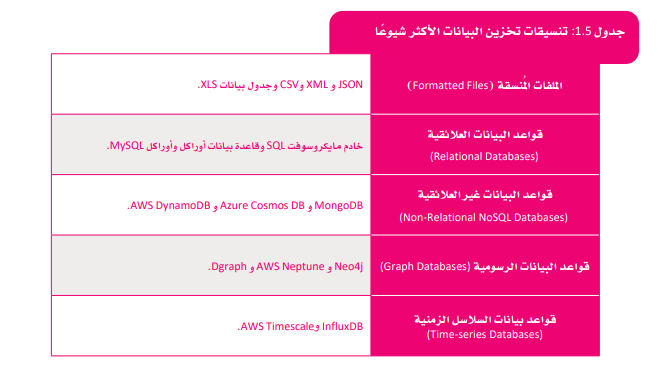 جدول 1.5: تنسيقات تخزين البيانات الأكثر شيوعًا
الملفات المُنسقة (Formatted Files)
JSON و XML وCSV وجدول بيانات XLS.
قواعد البيانات العلائقية
(Relational Databases)
خادم مايكروسوفت SQL وقاعدة بيانات أوراكل وأوراكل MySQL.
قواعد البيانات غير العلائقية
(Non-Relational NoSQL Databases)
MongoDB و Azure Cosmos DB و AWS DynamoDB.
قواعد البيانات الرسومية (Graph Databases)
Neo4j و AWS Neptune و Dgraph.
قواعد بيانات السلاسل الزمنية
(Time-series Databases)
InfluxDB وAWS Timescale.